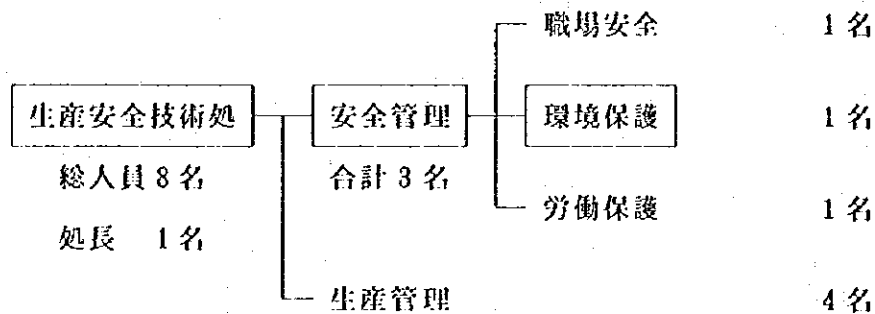 職場安全 1名
生産安全技術処 安全管理 環境保護 1名
総人員8名 合計3名
労働保護 1名
処長 1名
生産管理 4名